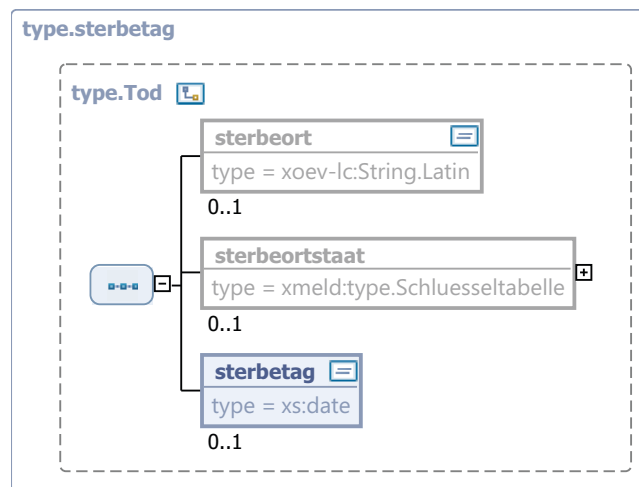 type.sterbetag
type.Tod
sterbeort
type = xoev-lc:String.Latin
0..1
sterbeortstaat
type = xmeld:type.Schluesseltabelle
0..1
sterbetag
type = xs:date
0..1